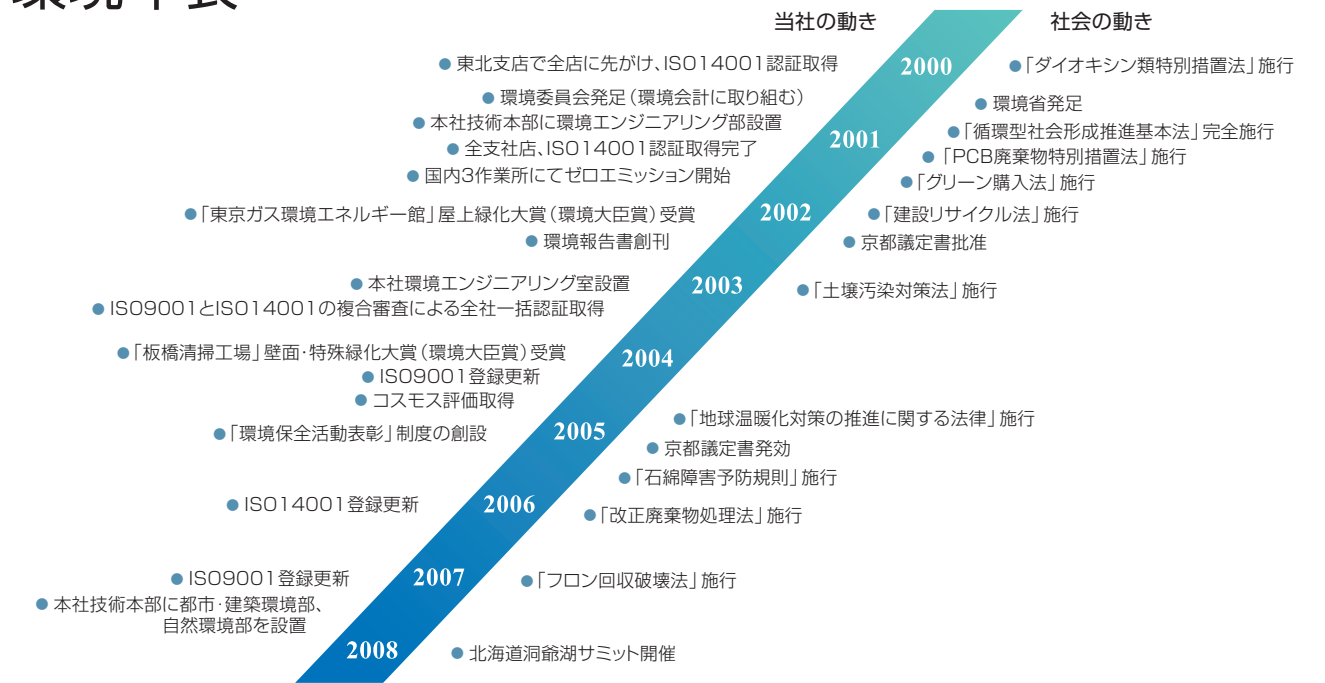 環境年表
当社の動き
社会の動き
2000
● 東北支店で全店に先がけ、ISO14001認証取得
●「ダイオキシン類特別措置法」施行
● 環境委員会発足（環境会計に取り組む）
● 環境省発足
● 本社技術本部に環境エンジニアリング部設置
2001
●「循環型社会形成推進基本法」完全施行
● 全支社店、ISO14001認証取得完了
●「PCB廃棄物特別措置法」施行
● 国内3作業所にてゼロエミッション開始
●「グリーン購入法」施行
●「東京ガス環境エネルギー館」屋上緑化大賞（環境大臣賞）受賞
2002
●「建設リサイクル法」施行
● 環境報告書創刊
● 京都議定書批准
● 本社環境エンジニアリング室設置
2003
●「土壌汚染対策法」施行
● ISO9001とISO14001の複合審査による全社一括認証取得
●「板橋清掃工場」壁面・特殊緑化大賞（環境大臣賞）受賞
2004
● ISO9001登録更新
● コスモス評価取得
●「地球温暖化対策の推進に関する法律」施行
●「環境保全活動表彰」制度の創設
2005
● 京都議定書発効
●「石綿障害予防規則」施行
● ISO14001登録更新
2006
●「改正廃棄物処理法」施行
● ISO9001登録更新
2007
●「フロン回収破壊法」施行
● 本社技術本部に都市・建築環境部、
自然環境部を設置
2008
● 北海道洞爺湖サミット開催